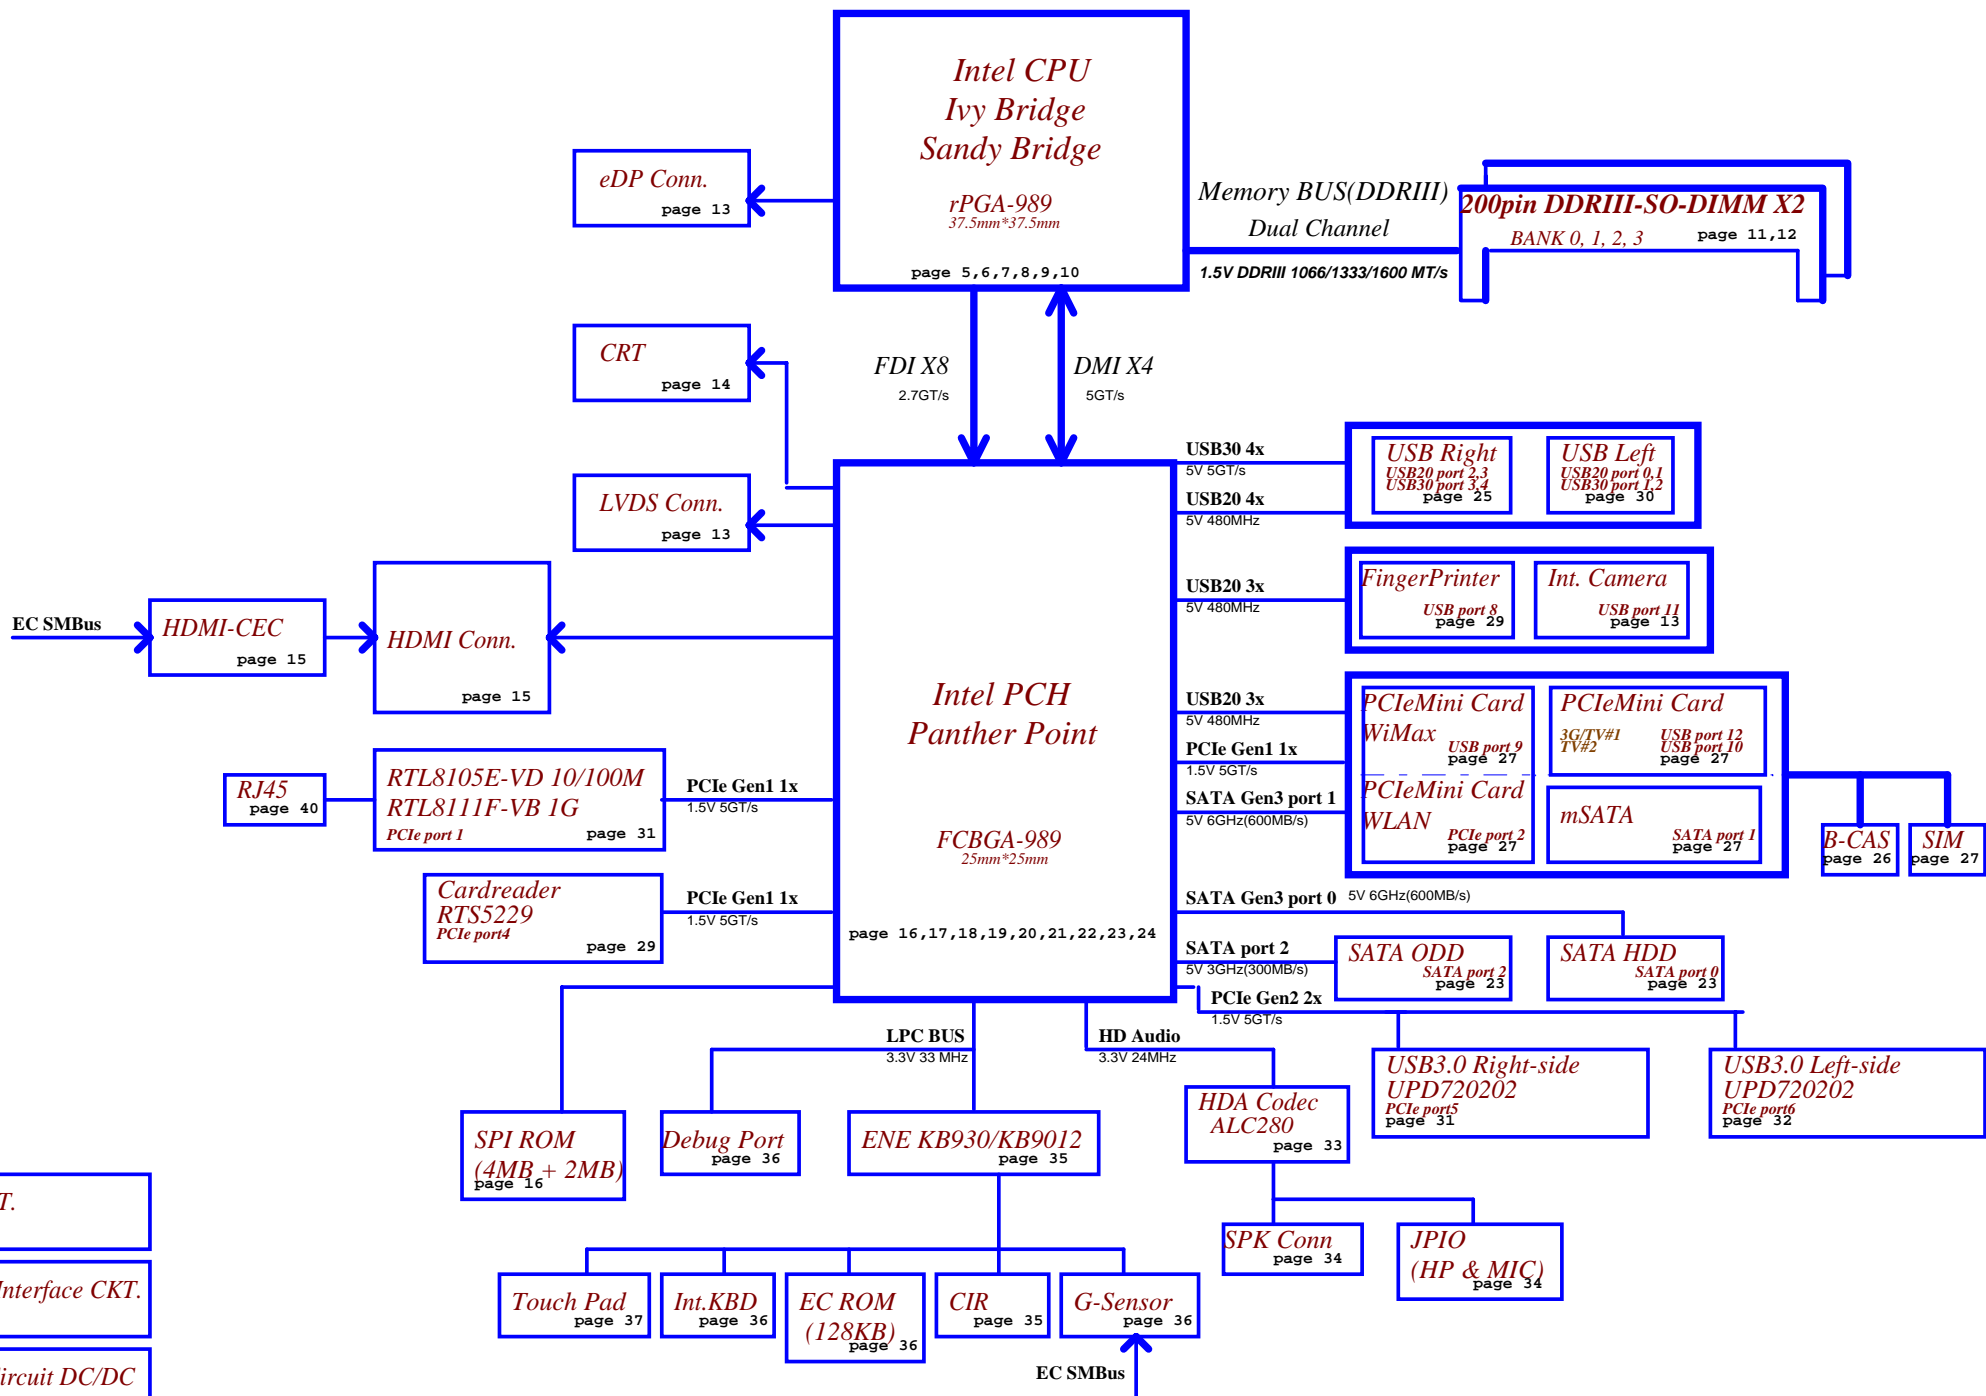 Intel CPU
Ivy Bridge
Sandy Bridge
rPGA-989
37.5mm*37.5mm
page 5,6,7,8,9,10
eDP Conn.
page 13
Memory BUS(DDRIII)
Dual Channel
1.5V DDRIII 1066/1333/1600 MT/s
200pin DDRIII-SO-DIMM X2
BANK 0, 1, 2, 3
page 11,12
CRT
page 14
FDI X8
2.7GT/s
DMI X4
5GT/s
LVDS Conn.
page 13
USB30 4x
5V 5GT/s
USB20 4x
5V 480MHz
USB Right
USB20 port 2,3
USB30 port 3,4
page 25
USB Left
USB20 port 0,1
USB30 port 1,2
page 30
USB20 3x
5V 480MHz
FingerPrinter
USB port 8
page 29
Int. Camera
USB port 11
page 13
EC SMBus
HDMI-CEC
page 15
HDMI Conn.
page 15
Intel PCH
Panther Point
FCBGA-989
25mm*25mm
page 16,17,18,19,20,21,22,23,24
USB20 3x
5V 480MHz
PCIe Gen1 1x
1.5V 5GT/s
SATA Gen3 port 1
5V 6GHz(600MB/s)
PCIeMini Card
WiMax
USB port 9
page 27
PCIeMini Card
3G/TV#1
TV#2
USB port 12
USB port 10
page 27
PCIeMini Card
WLAN
PCIe port 2
page 27
mSATA
SATA port 1
page 27
B-CAS
page 26
SIM
page 27
RJ45
page 40
RTL8105E-VD 10/100M
RTL8111F-VB 1G
PCIe port 1
page 31
PCIe Gen1 1x
1.5V 5GT/s
Cardreader
RTS5229
PCIe port4
page 29
PCIe Gen1 1x
1.5V 5GT/s
SATA Gen3 port 0
5V 6GHz(600MB/s)
SATA port 2
5V 3GHz(300MB/s)
SATA ODD
SATA port 2
page 23
SATA HDD
SATA port 0
page 23
PCIe Gen2 2x
1.5V 5GT/s
USB3.0 Right-side
UPD720202
PCIe port5
page 31
USB3.0 Left-side
UPD720202
PCIe port6
page 32
LPC BUS
3.3V 33 MHz
HD Audio
3.3V 24MHz
SPI ROM
(4MB + 2MB)
page 16
Debug Port
page 36
ENE KB930/KB9012
page 35
HDA Codec
ALC280
page 33
SPK Conn
page 34
JPIO
(HP & MIC)
page 34
Touch Pad
page 37
Int.KBD
page 36
EC ROM
(128KB)
page 36
CIR
page 35
G-Sensor
page 36
EC SMBus
T.
Interface CKT.
ircuit DC/DC